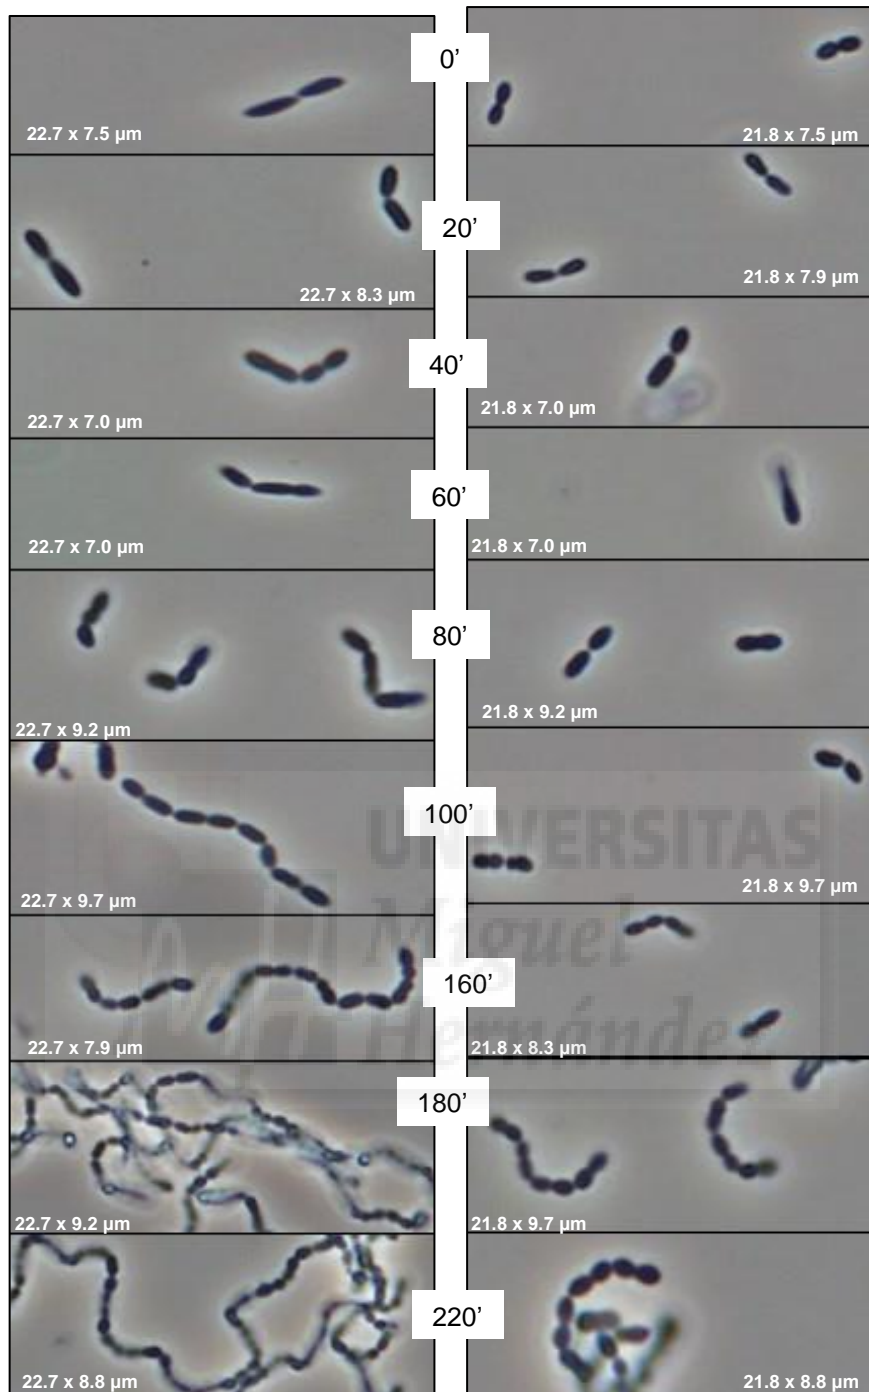 0'
22.7 x 7.5 µm
21.8 x 7.5 µm
20'
22.7 x 8.3 µm
21.8 x 7.9 µm
40'
22.7 x 7.0 µm
21.8 x 7.0 µm
60'
22.7 x 7.0 µm
21.8 x 7.0 µm
80'
22.7 x 9.2 µm
21.8 x 9.2 µm
100'
22.7 x 9.7 µm
21.8 x 9.7 µm
UNIVERSITAS
Miguel
Hernández
160'
22.7 x 7.9 µm
21.8 x 8.3 µm
180'
22.7 x 9.2 µm
21.8 x 9.7 µm
220'
22.7 x 8.8 µm
21.8 x 8.8 µm